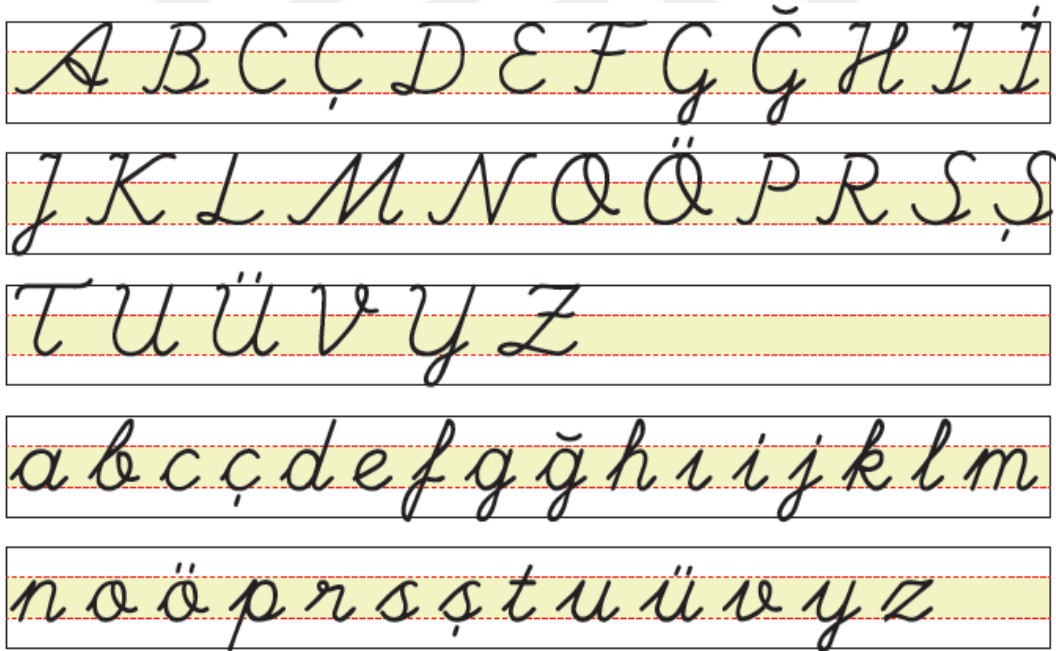 A B C Ç D E F G Ğ H I İ
J K L M N O Ö P R S Ş
T U Ü V Y Z
a b c ç d e f g ğ h ı i j k l m
n o ö p r s ş t u ü v y z